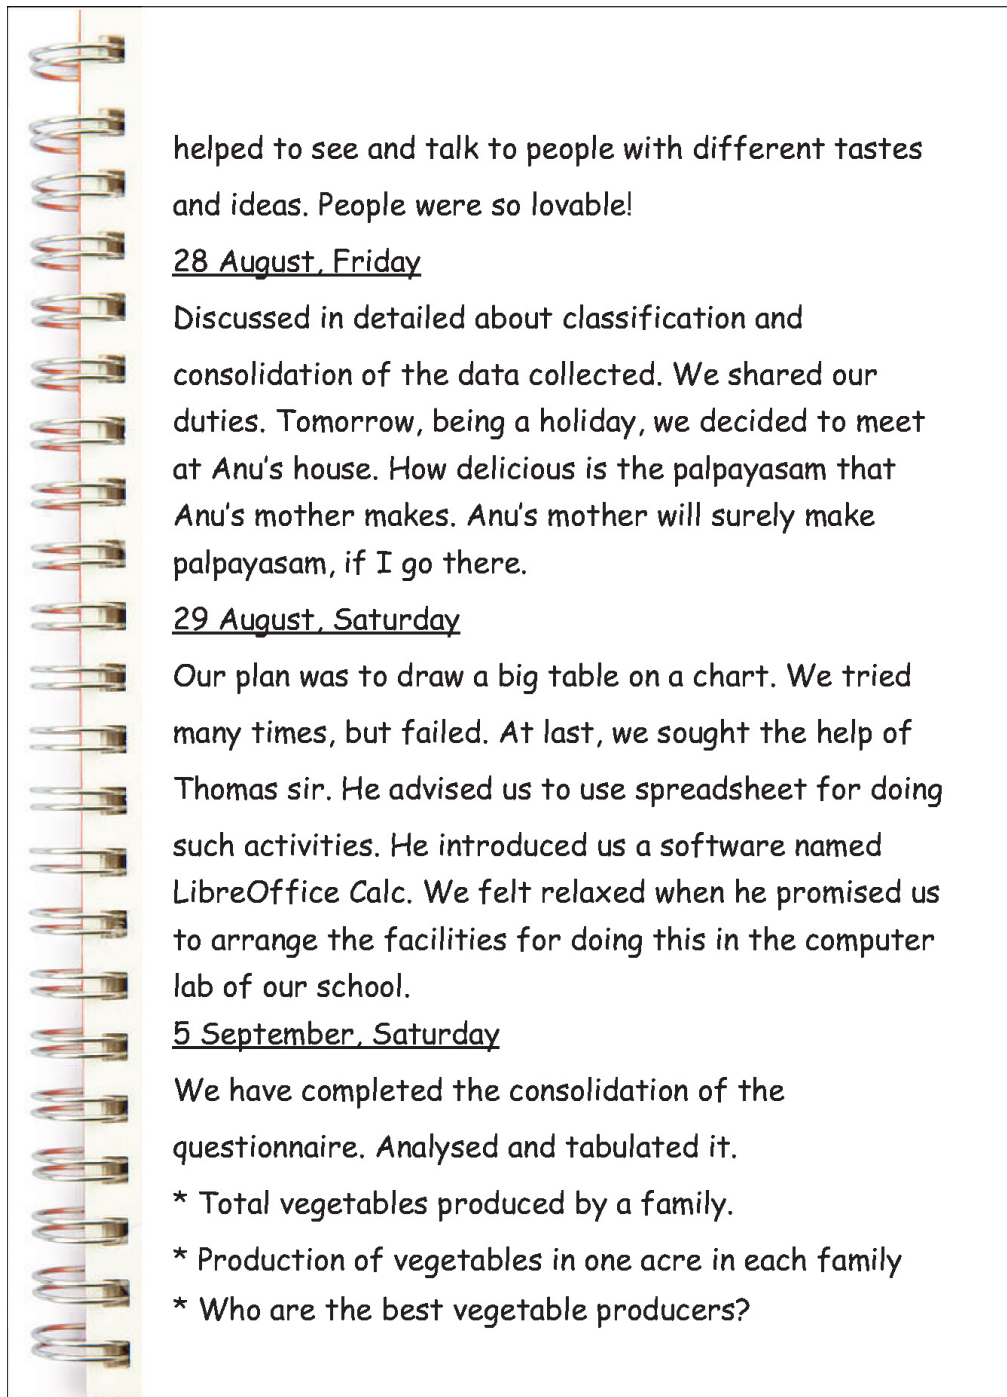 helped to see and talk to people with different tastes
and ideas. People were so lovable!
28 August, Friday
Discussed in detailed about classification and
consolidation of the data collected. We shared our
duties. Tomorrow, being a holiday, we decided to meet
at Anu's house. How delicious is the palpayasam that
Anu's mother makes. Anu's mother will surely make
palpayasam, if I go there.
29 August, Saturday
Our plan was to draw a big table on a chart. We tried
many times, but failed. At last, we sought the help of
Thomas sir. He advised us to use spreadsheet for doing
such activities. He introduced us a software named
LibreOffice Calc. We felt relaxed when he promised us
to arrange the facilities for doing this in the computer
lab of our school.
5 September, Saturday
We have completed the consolidation of the
questionnaire. Analysed and tabulated it.
* Total vegetables produced by a family.
* Production of vegetables in one acre in each family
* Who are the best vegetable producers?